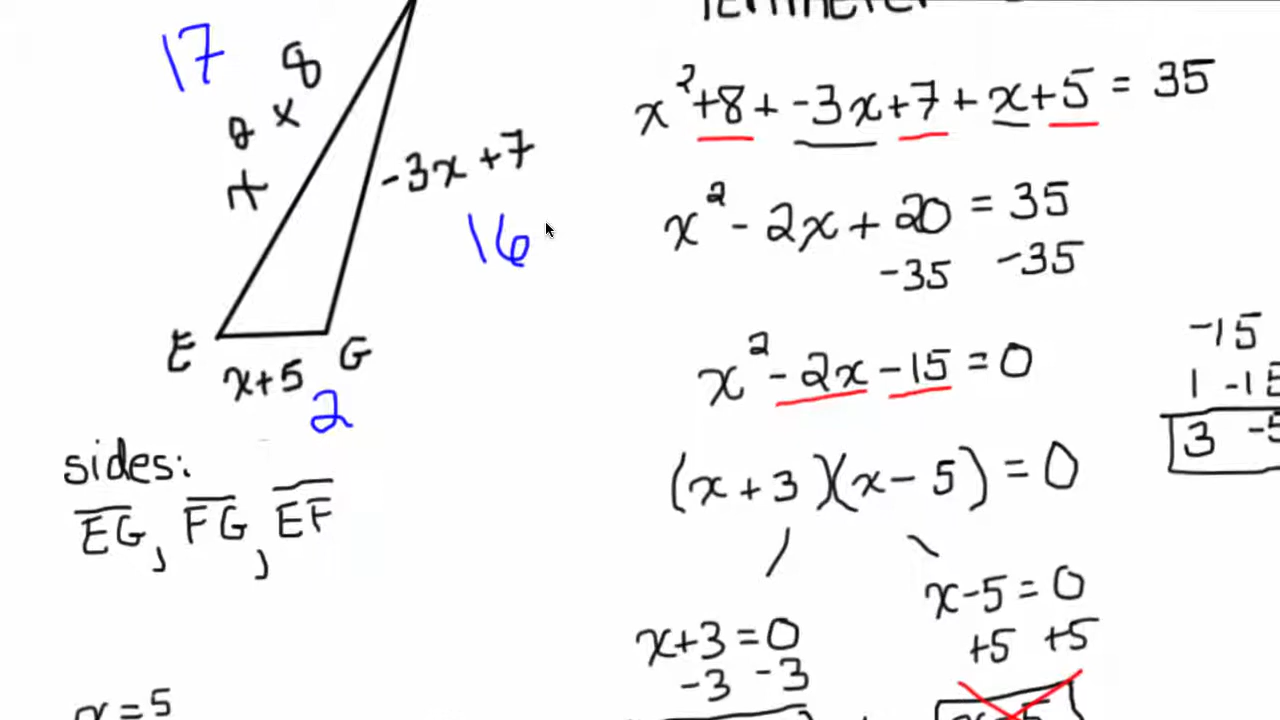 17
x² + 8
-3x + 7
16
E
G
x+5
2
sides:
EG, FG, EF
x = 5
x² + 8 + -3x + 7 + x + 5 = 35
x² - 2x + 20 = 35
-35 -35
x² - 2x - 15 = 0
(x + 3)(x - 5) = 0
x + 3 = 0
-3 -3
x - 5 = 0
+5 +5
-15
1 -15
3 -5